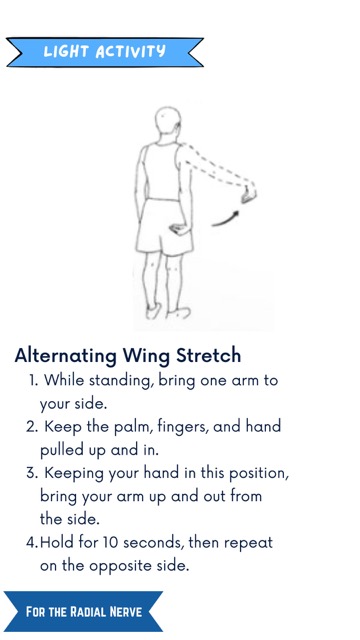 LIGHT ACTIVITY
Alternating Wing Stretch
1. While standing, bring one arm to
your side.
2. Keep the palm, fingers, and hand
pulled up and in.
3. Keeping your hand in this position,
bring your arm up and out from
the side.
4.Hold for 10 seconds, then repeat
on the opposite side.
FOR THE RADIAL NERVE